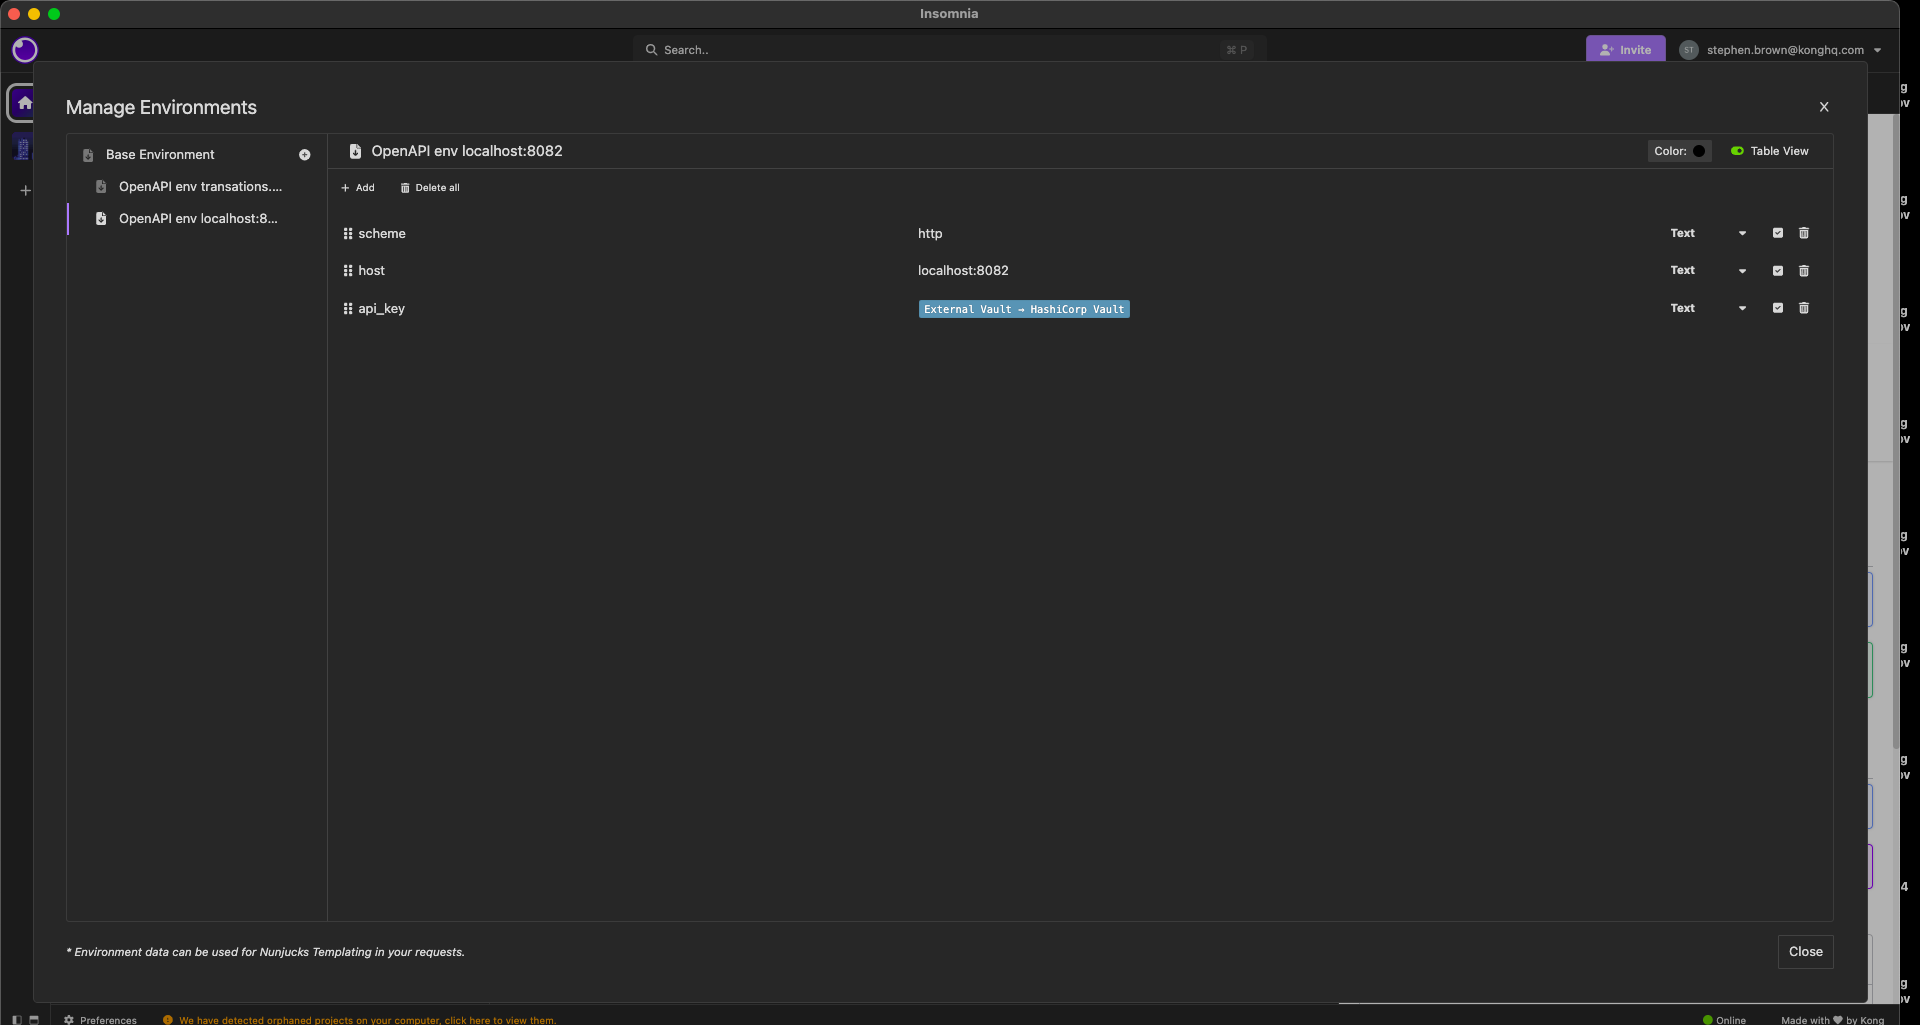 Insomnia
Search..
⌘ P
Invite
ST
stephen.brown@konghq.com
Manage Environments
X
Base Environment
OpenAPI env transations....
OpenAPI env localhost:8...
OpenAPI env localhost:8082
Color:
Table View
+ Add
Delete all
scheme
http
Text
host
localhost:8082
Text
api_key
External Vault → HashiCorp Vault
Text
* Environment data can be used for Nunjucks Templating in your requests.
Close
Preferences
We have detected orphaned projects on your computer, click here to view them.
Online
Made with ♥ by Kong